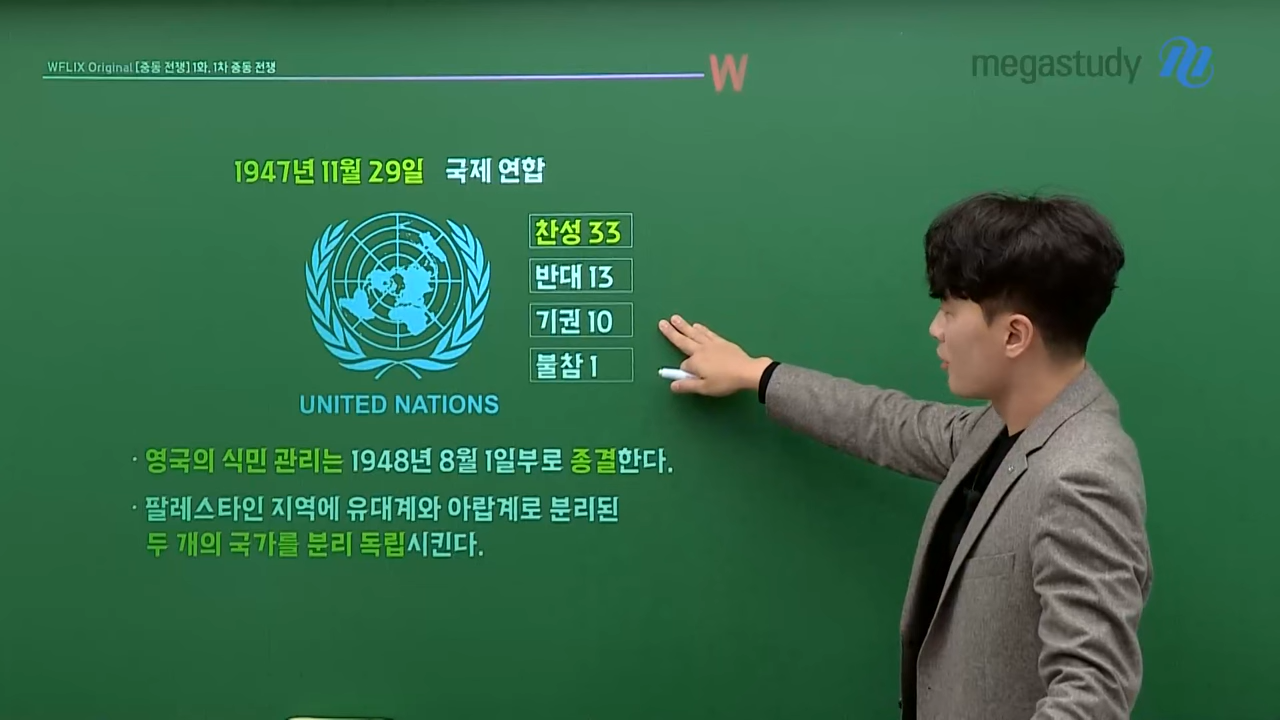 WFLIX Original [중동 전쟁] 1화. 1차 중동 전쟁
W
megastudy
1947년 11월 29일 국제 연합
찬성 33
반대 13
기권 10
불참 1
UNITED NATIONS
· 영국의 식민 관리는 1948년 8월 1일부로 종결한다.
· 팔레스타인 지역에 유대계와 아랍계로 분리된
두 개의 국가를 분리 독립시킨다.